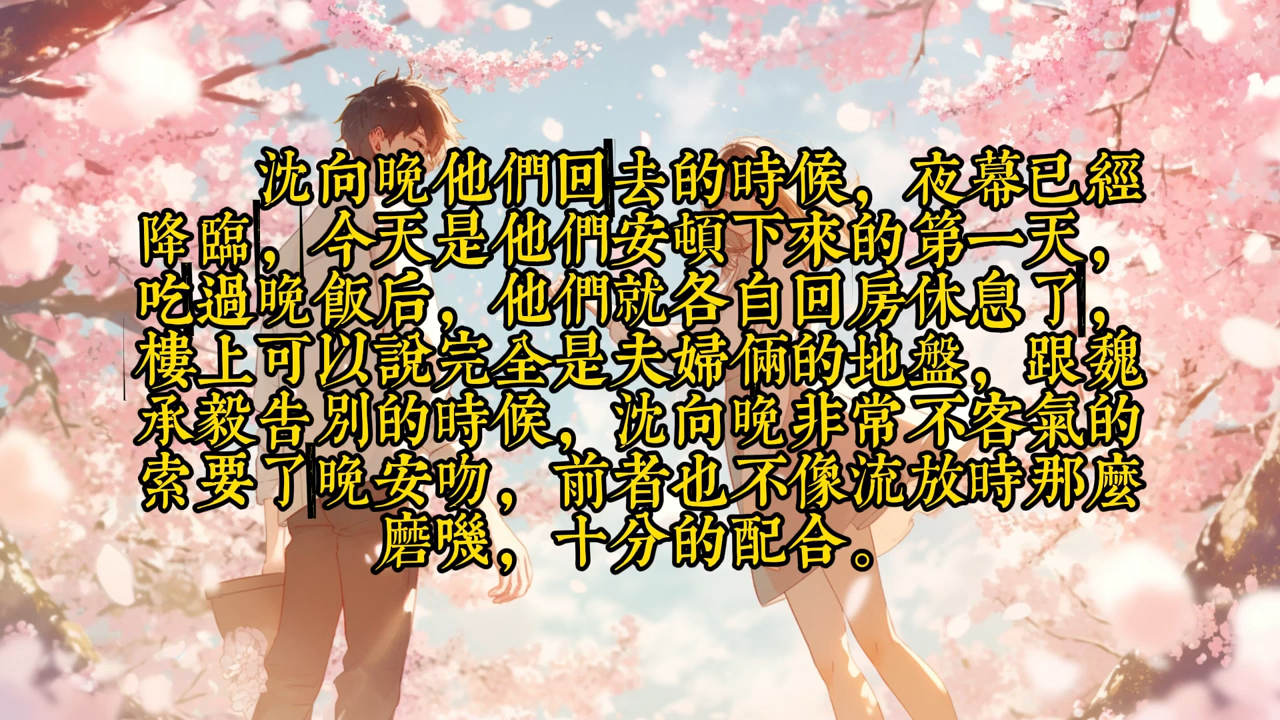 沈向晚他們回去的時候，夜幕已經
降臨，今天是他們安頓下來的第一天，
吃過晚飯后，他們就各自回房休息了，
樓上可以說完全是夫婦倆的地盤，跟魏
承毅告別的時候，沈向晚非常不客氣的
索要了晚安吻，前者也不像流放時那麼
磨嘰，十分的配合。